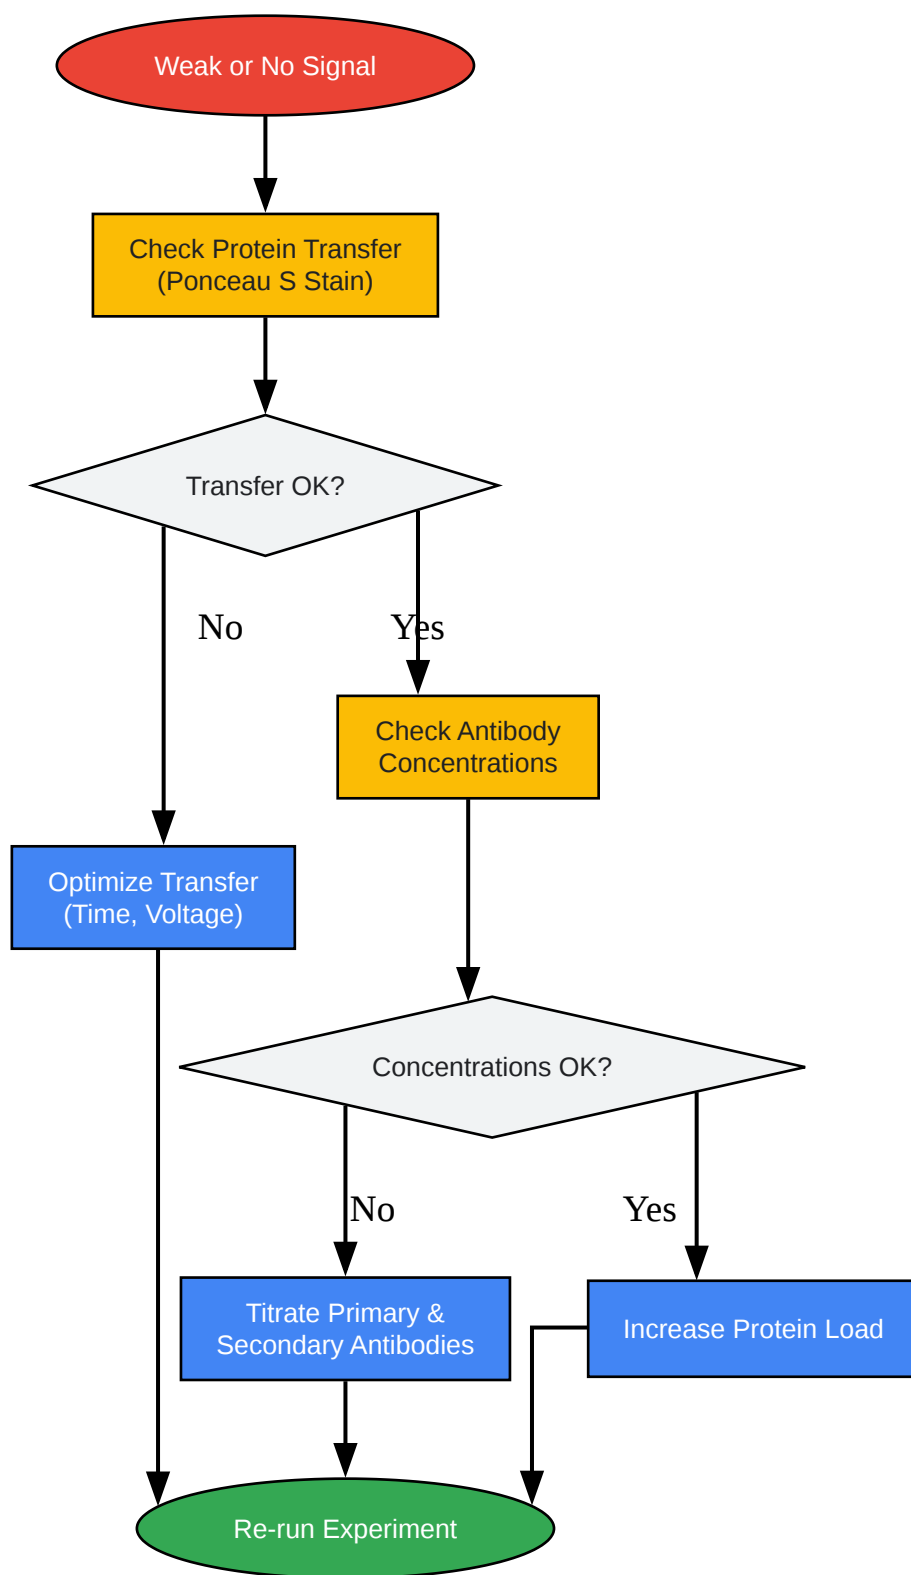 Weak or No Signal
Check Protein Transfer
(Ponceau S Stain)
Transfer OK?
No
Yes
Check Antibody
Concentrations
Optimize Transfer
(Time, Voltage)
Concentrations OK?
No
Yes
Titrate Primary &
Secondary Antibodies
Increase Protein Load
Re-run Experiment